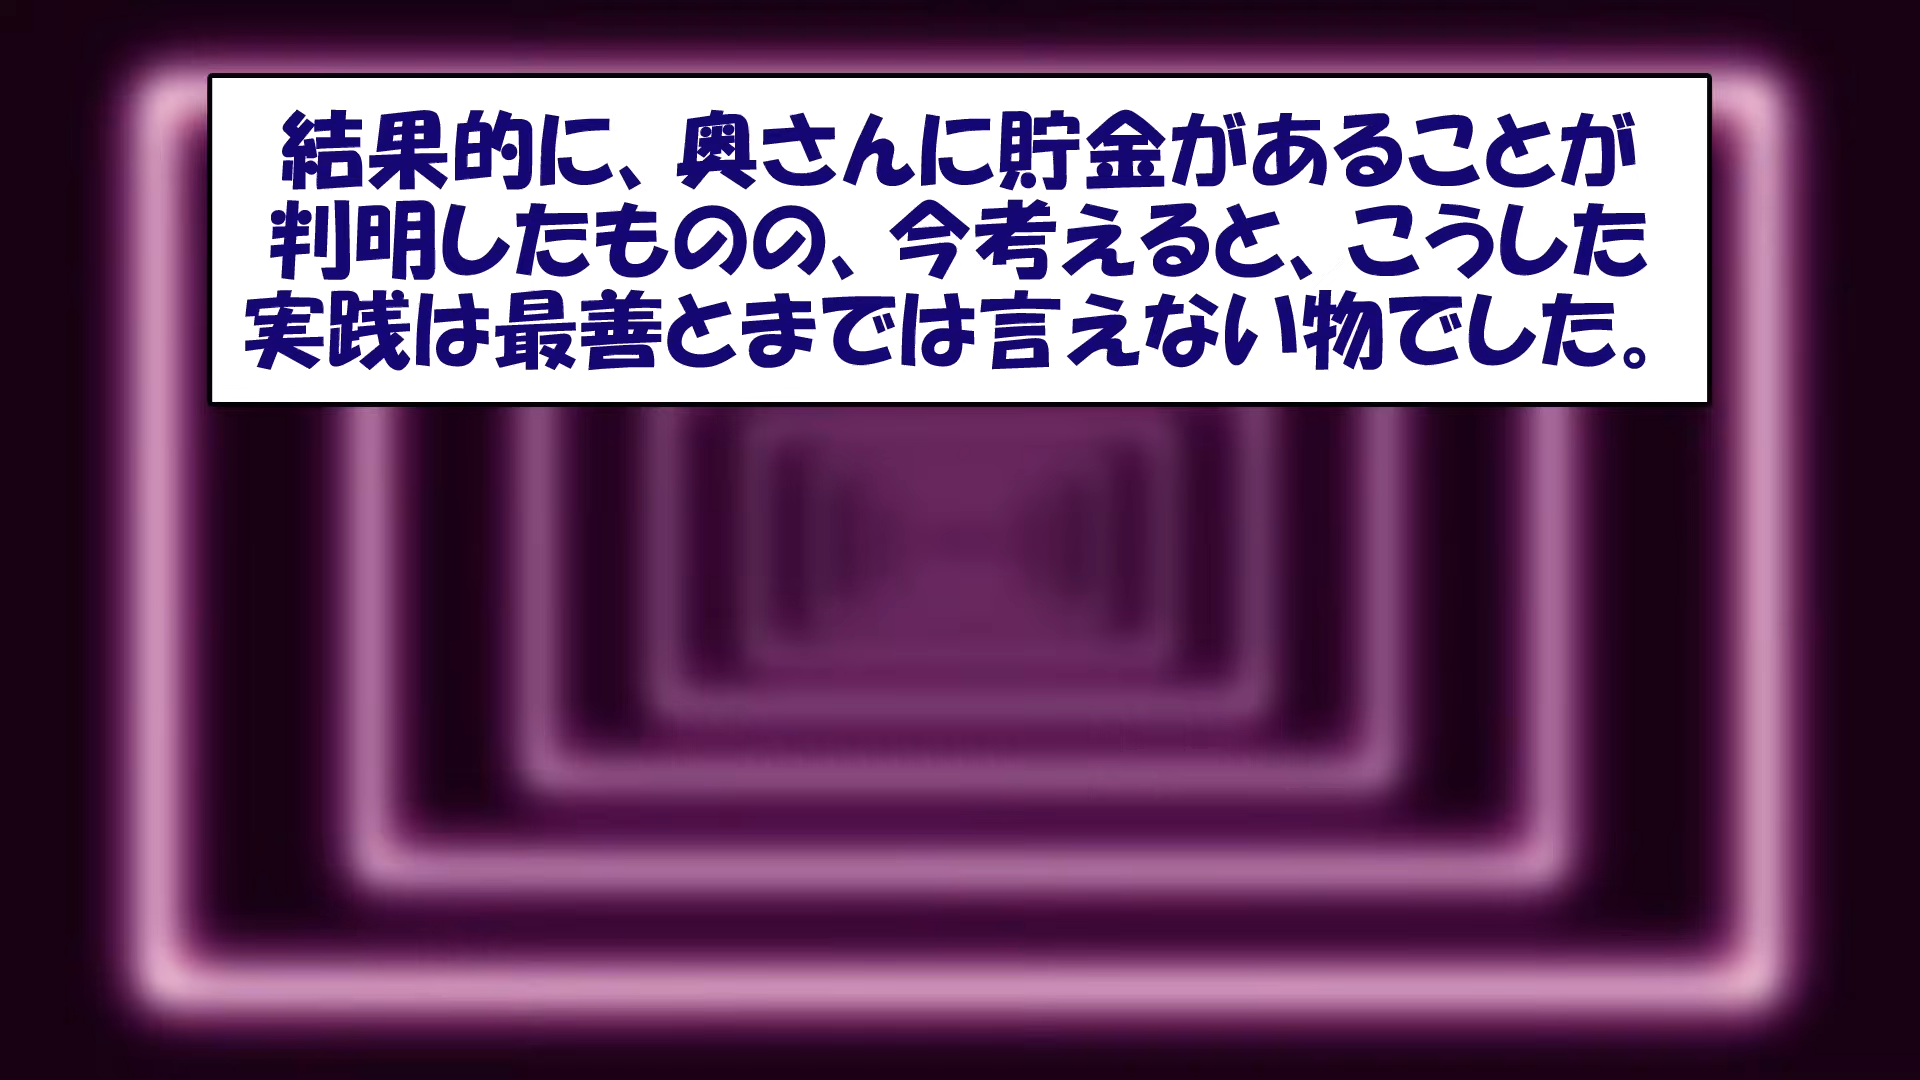 結果的に、奥さんに貯金があることが
判明したものの、今考えると、こうした
実践は最善とまでは言えない物でした。